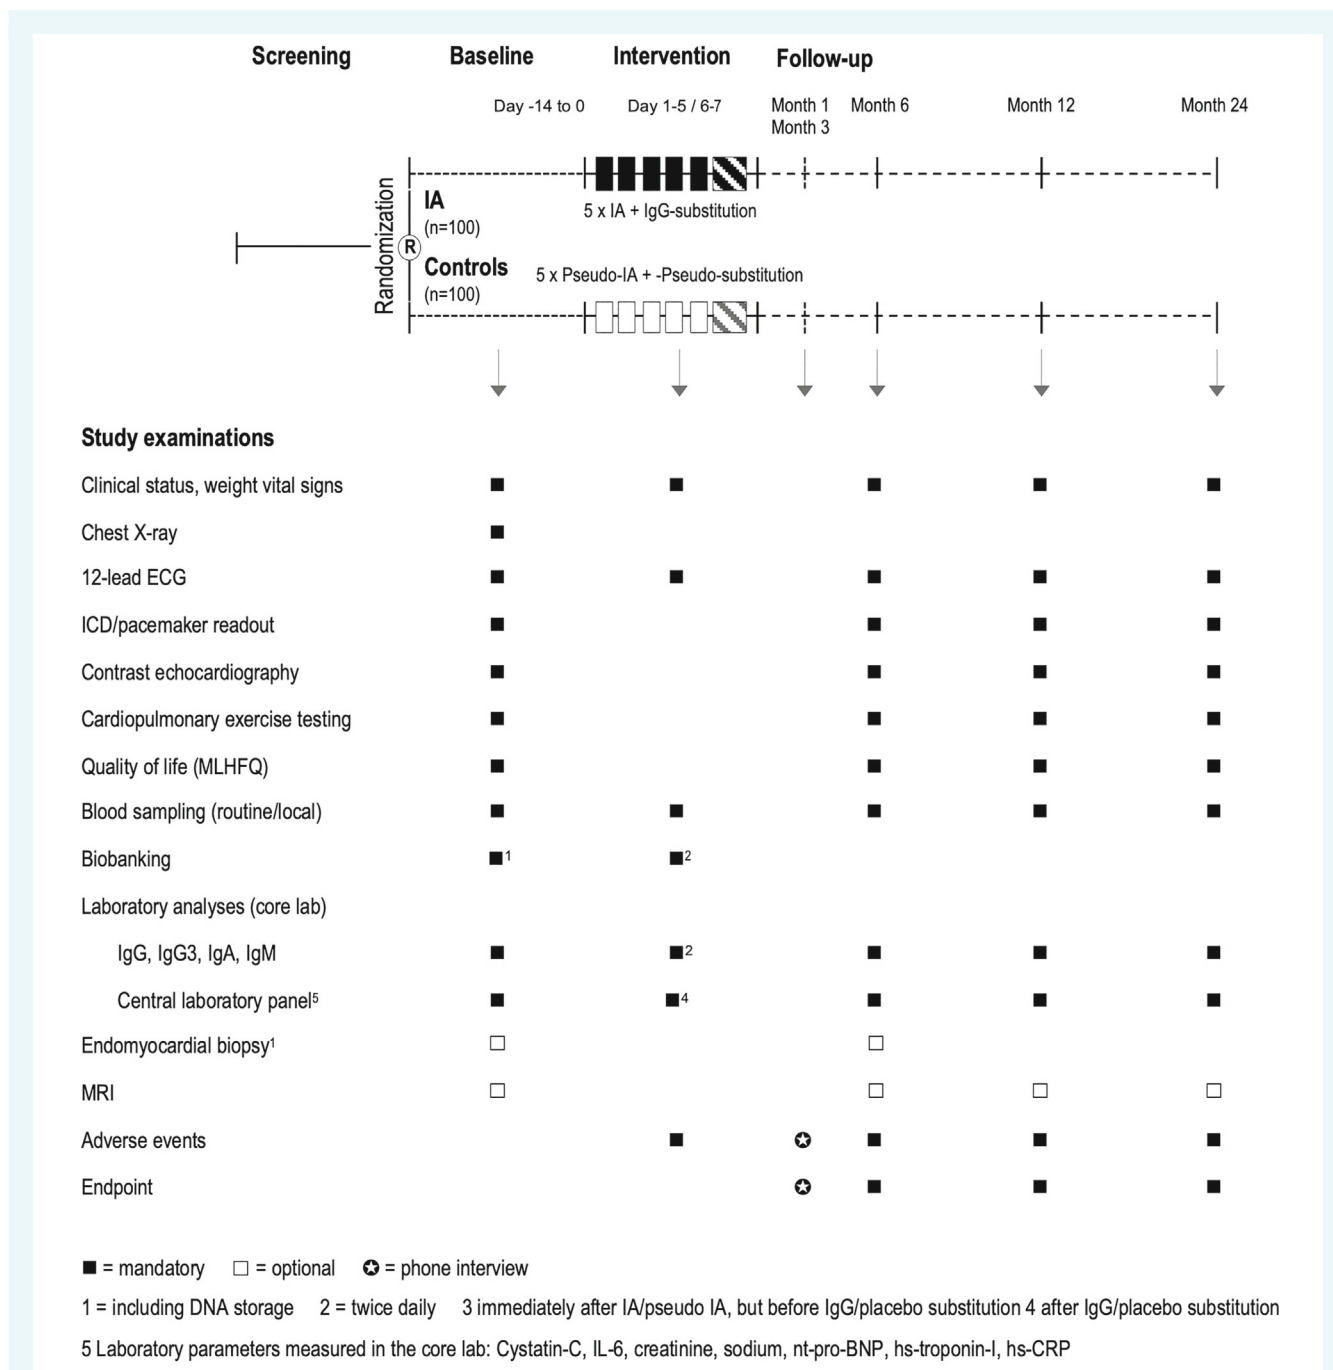 Screening Baseline Intervention Follow-up
Day -14 to 0 Day 1-5 / 6-7 Month 1 Month 6 Month 12 Month 24
Month 3
Randomization
R
IA
(n=100)
5 x IA + IgG-substitution
Controls
(n=100)
5 x Pseudo-IA + -Pseudo-substitution
Study examinations
Clinical status, weight vital signs
Chest X-ray
12-lead ECG
ICD/pacemaker readout
Contrast echocardiography
Cardiopulmonary exercise testing
Quality of life (MLHFQ)
Blood sampling (routine/local)
Biobanking ■1 ■2
Laboratory analyses (core lab)
IgG, IgG3, IgA, IgM ■2
Central laboratory panel5 ■4
Endomyocardial biopsy1
MRI
Adverse events
Endpoint
■ = mandatory □ = optional ✪ = phone interview
1 = including DNA storage 2 = twice daily 3 immediately after IA/pseudo IA, but before IgG/placebo substitution 4 after IgG/placebo substitution
5 Laboratory parameters measured in the core lab: Cystatin-C, IL-6, creatinine, sodium, nt-pro-BNP, hs-troponin-I, hs-CRP